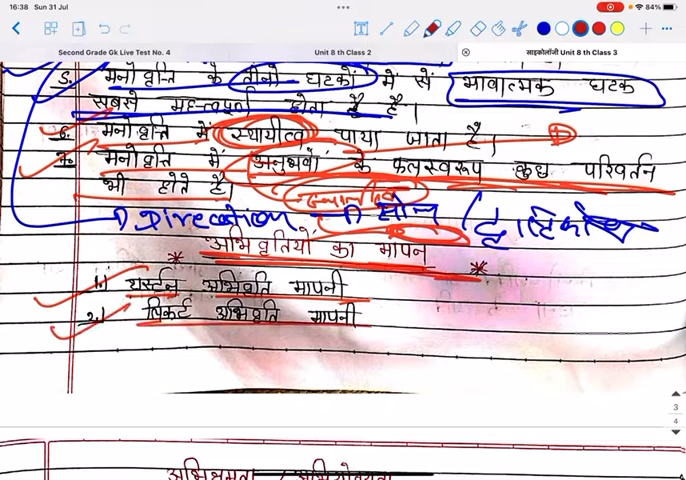 16:38 Sun 31 Jul
84%
Second Grade Gk Live Test No. 4
Unit 8 th Class 2
साइकोलॉजी Unit 8 th Class 3
5. मनोवृत्ति के तीनो घटकों में से भावात्मक घटक
सबसे महत्वपूर्ण होता है है।
6. मनोवृत्ति में स्थायीत्व पाया जाता है।
7. मनोवृत्ति में अनुभवों के फलस्वरूप कुछ परिवर्तन
भी होते है।
Direction
* अभिवृतियों का मापन *
1.) थर्स्टन अभिवृति मापनी
2.) लिकर्ट अभिवृति मापनी
3
4